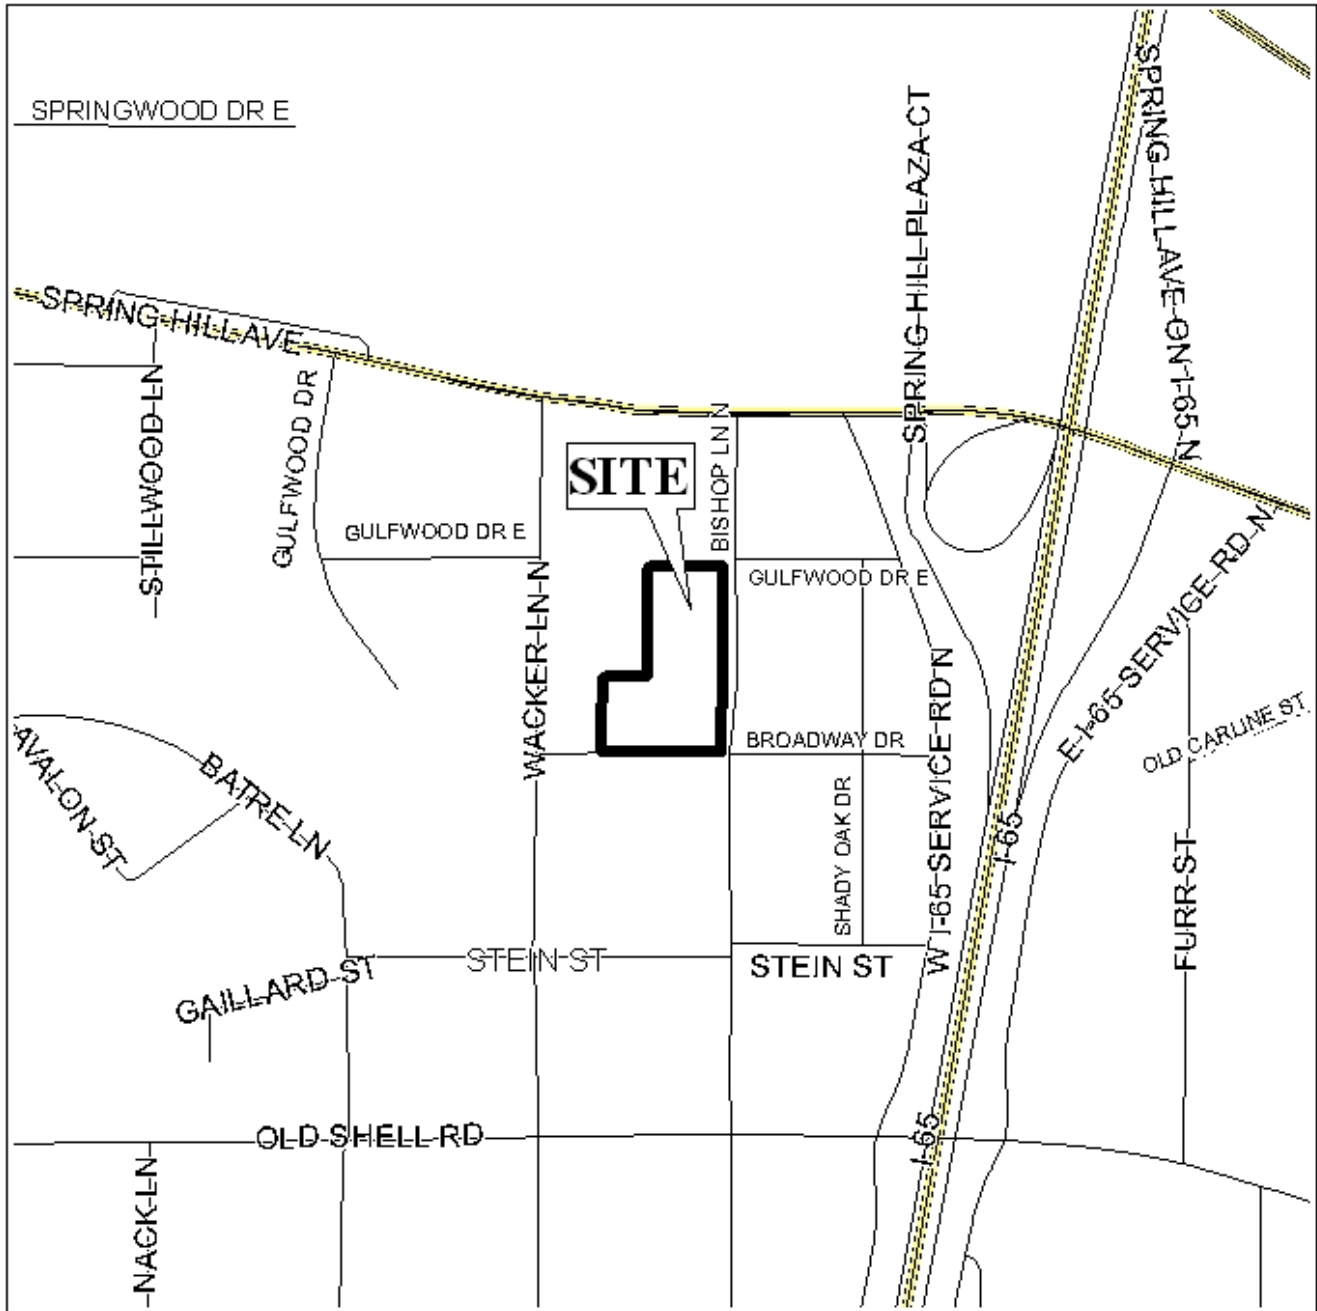 SPRINGWOOD DR E
SPRING HILL PLAZA CT
SPRING HILL AVE ON I-65 N
SPRING HILL AVE
STILLWOOD LN
GULFWOOD DR
GULFWOOD DR E
SITE
BISHOP LN N
GULFWOOD DR E
WACKER LN N
W I-65 SERVICE RD N
E I-65 SERVICE RD N
OLD CARLINE ST
BROADWAY DR
AVALON ST
BATRE LN
SHADY OAK DR
I-65
FURR ST
STEIN ST
STEIN ST
GAILLARD ST
OLD SHELL RD
I-65
NACK LN